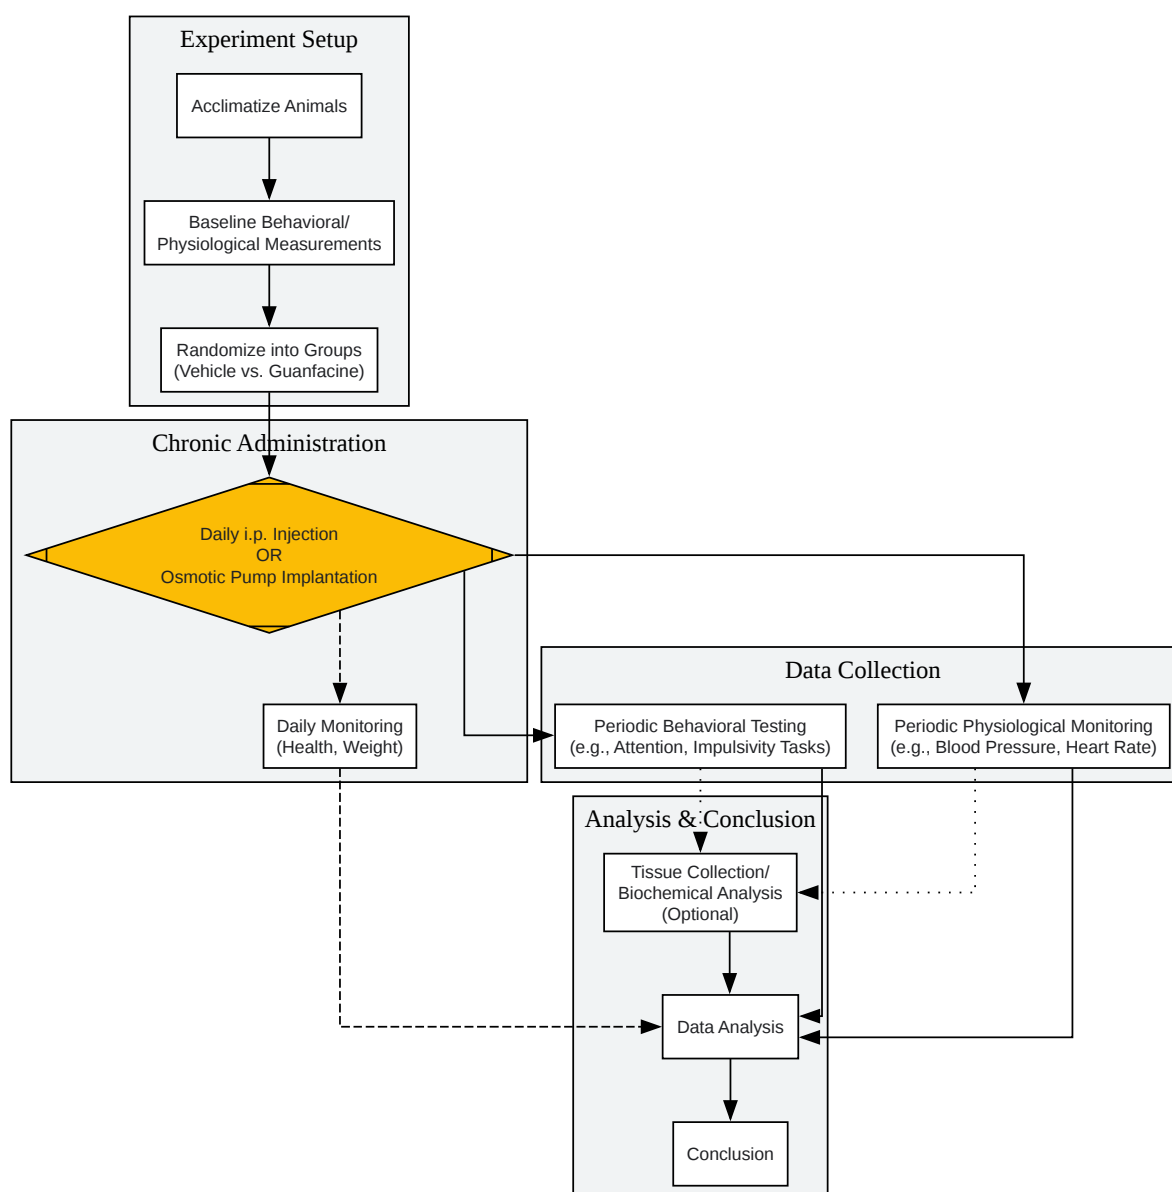 Experiment Setup
Acclimatize Animals
Baseline Behavioral/
Physiological Measurements
Randomize into Groups
(Vehicle vs. Guanfacine)
Chronic Administration
Daily i.p. Injection
OR
Osmotic Pump Implantation
Daily Monitoring
(Health, Weight)
Data Collection
Periodic Behavioral Testing
(e.g., Attention, Impulsivity Tasks)
Periodic Physiological Monitoring
(e.g., Blood Pressure, Heart Rate)
Analysis & Conclusion
Tissue Collection/
Biochemical Analysis
(Optional)
Data Analysis
Conclusion